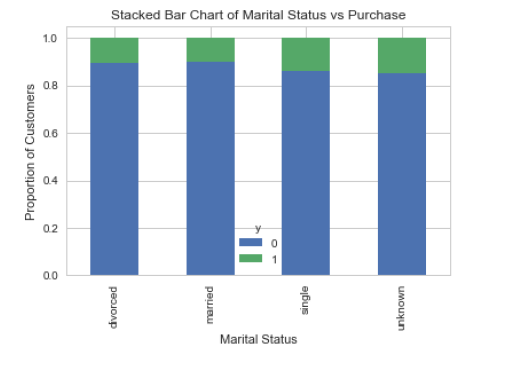 Stacked Bar Chart of Marital Status vs Purchase
Proportion of Customers
1.0
0.8
0.6
0.4
0.2
0.0
y
0
1
divorced
married
single
unknown
Marital Status